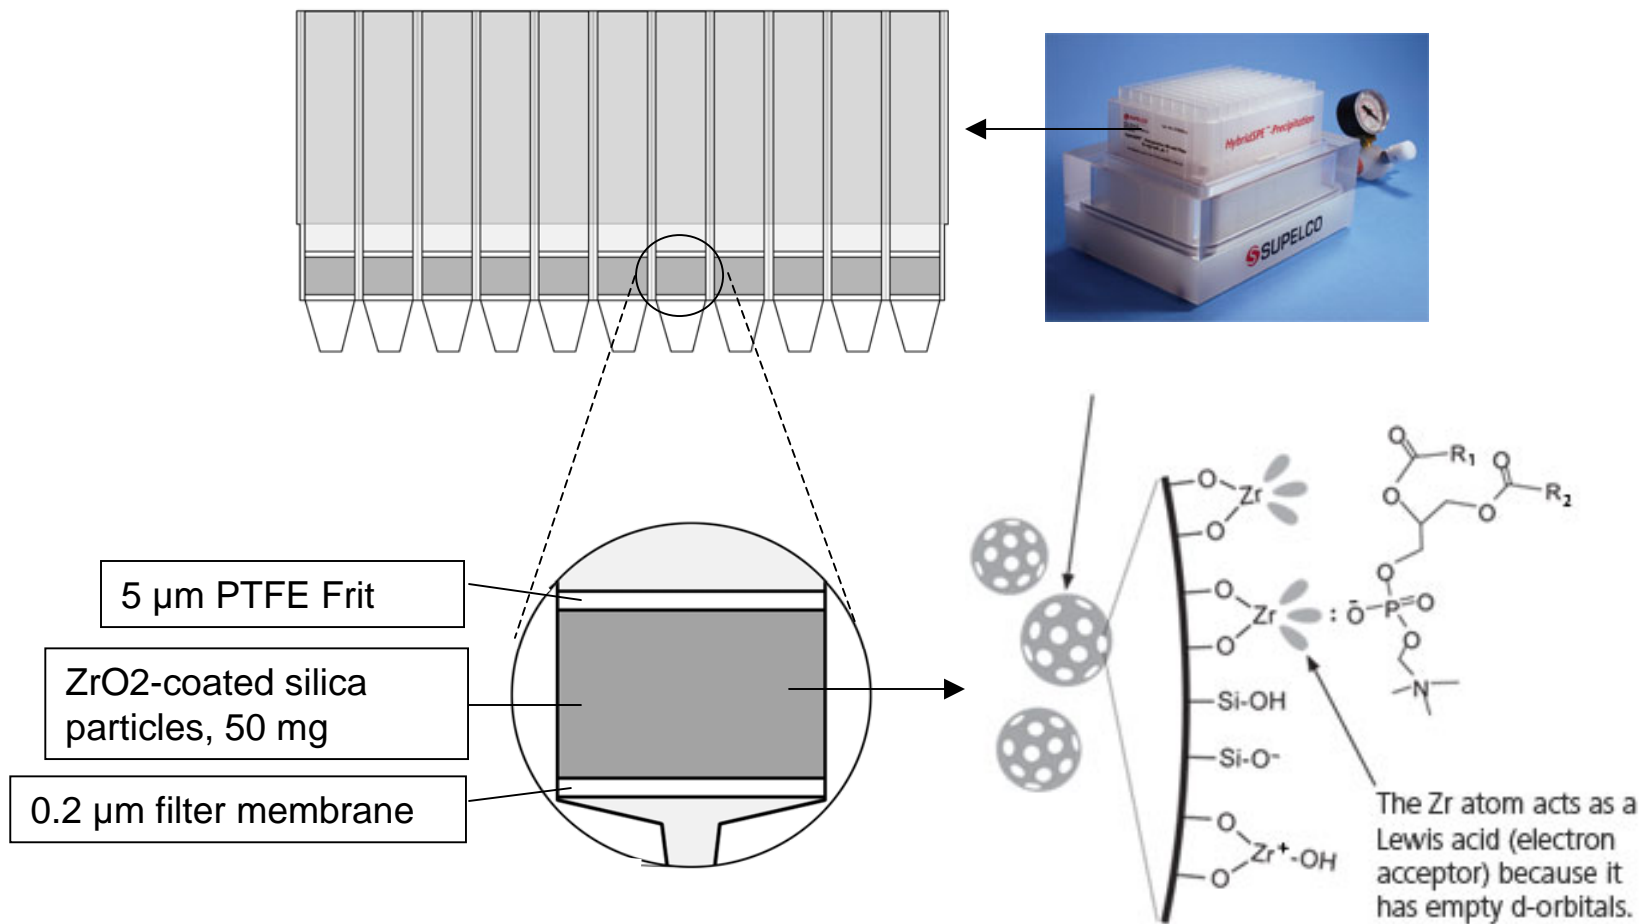 SUPELCO
HybridSPE™-Precipitation
SUPELCO
5 µm PTFE Frit
ZrO2-coated silica
particles, 50 mg
0.2 µm filter membrane
O
Zr
O
O
Zr
O
Si-OH
Si-O⁻
O
Zr⁺-OH
O
O
R₁
O
R₂
O
O
O
: Ō
P
O
O
N
The Zr atom acts as a
Lewis acid (electron
acceptor) because it
has empty d-orbitals.